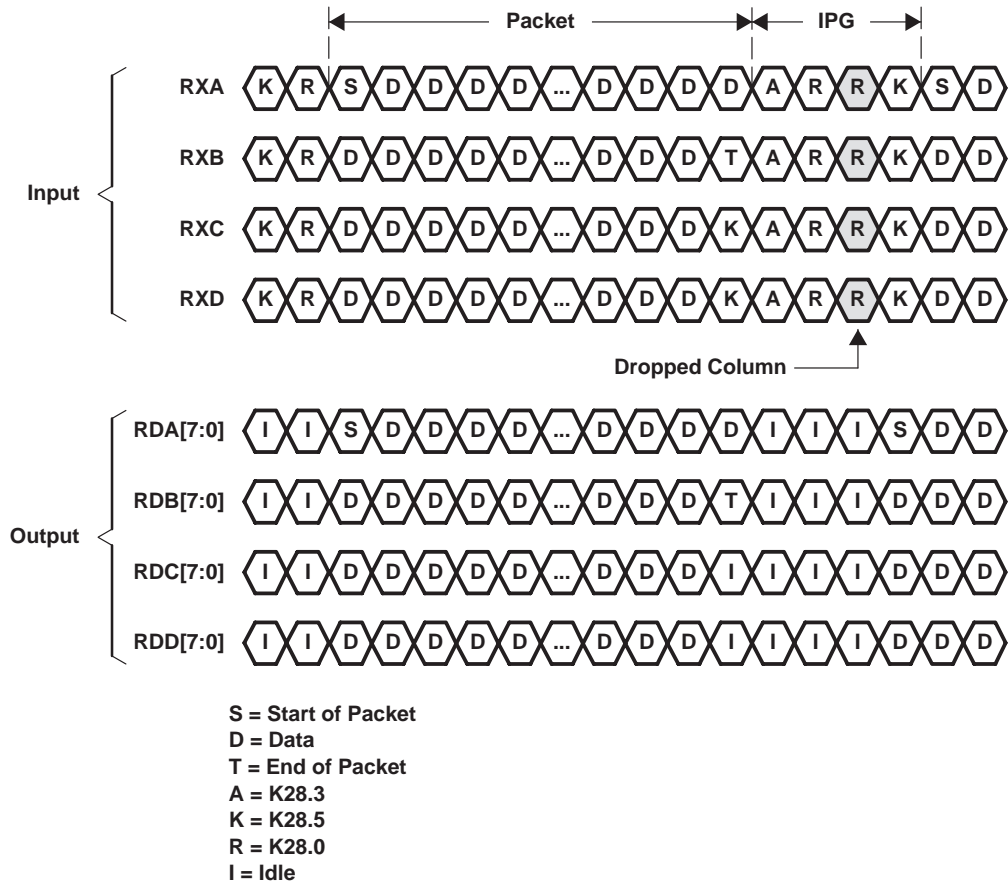 Packet IPG
RXA K R S D D D D ... D D D D A R R K S D
RXB K R D D D D D ... D D D T A R R K D D
Input
RXC K R D D D D D ... D D D K A R R K D D
RXD K R D D D D D ... D D D K A R R K D D
Dropped Column
RDA[7:0] I I S D D D D ... D D D D I I I S D D
RDB[7:0] I I D D D D D ... D D D T I I I D D D
Output
RDC[7:0] I I D D D D D ... D D D I I I I D D D
RDD[7:0] I I D D D D D ... D D D I I I I D D D
S = Start of Packet
D = Data
T = End of Packet
A = K28.3
K = K28.5
R = K28.0
I = Idle